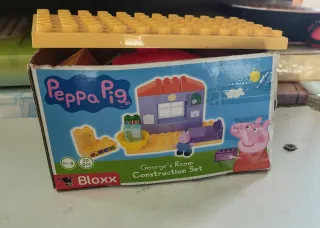 Peppa Pig
George's Room
Construction Set
Bloxx